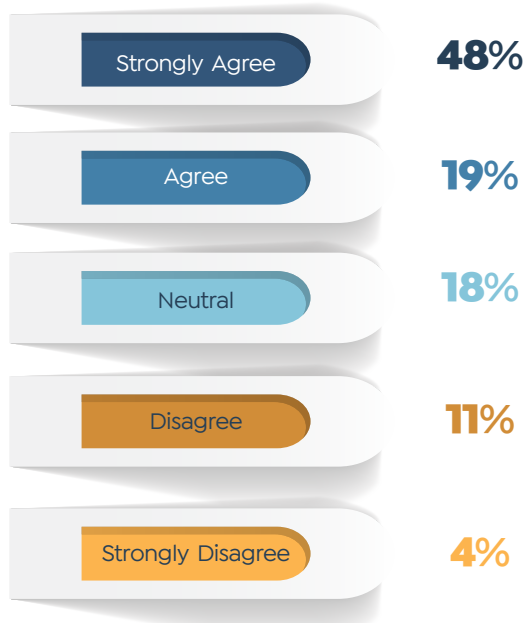 Strongly Agree 48%
Agree 19%
Neutral 18%
Disagree 11%
Strongly Disagree 4%